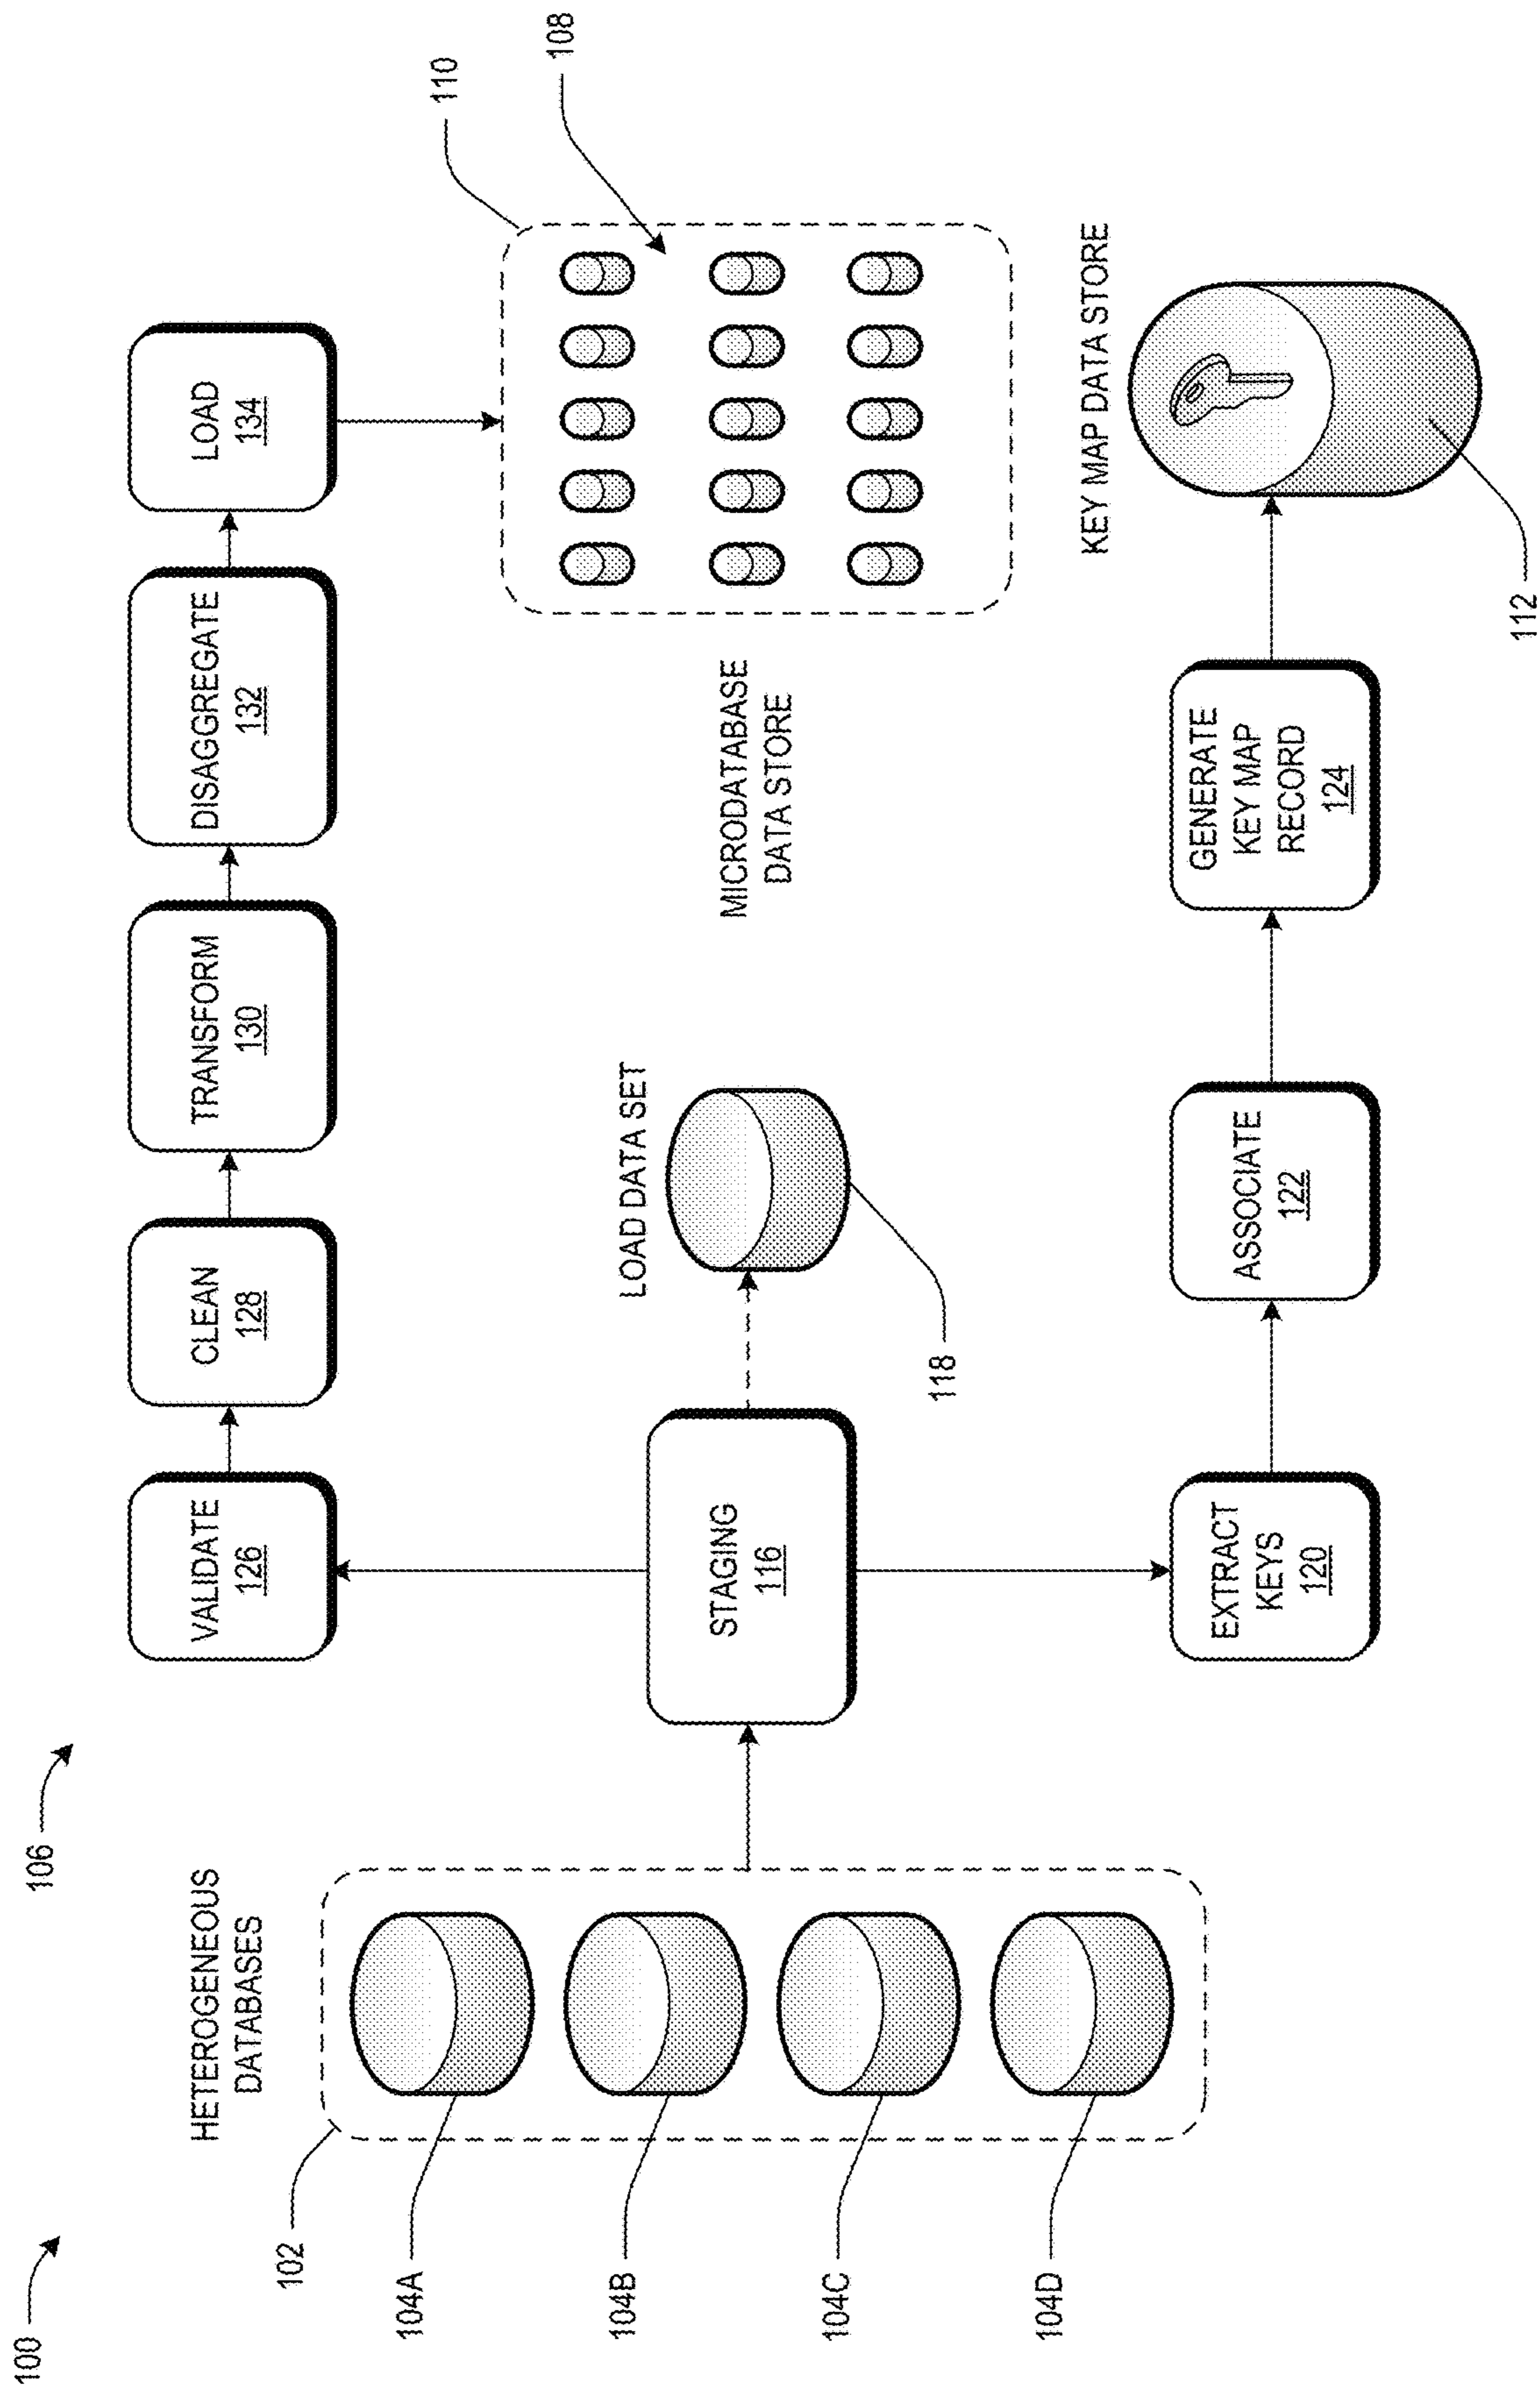 100
106
HETEROGENEOUS
DATABASES
102
104A
104B
104C
104D
STAGING
116
LOAD DATA SET
118
VALIDATE
126
CLEAN
128
TRANSFORM
130
DISAGGREGATE
132
LOAD
134
110
108
MICRODATABASE
DATA STORE
EXTRACT
KEYS
120
ASSOCIATE
122
GENERATE
KEY MAP
RECORD
124
KEY MAP DATA STORE
112